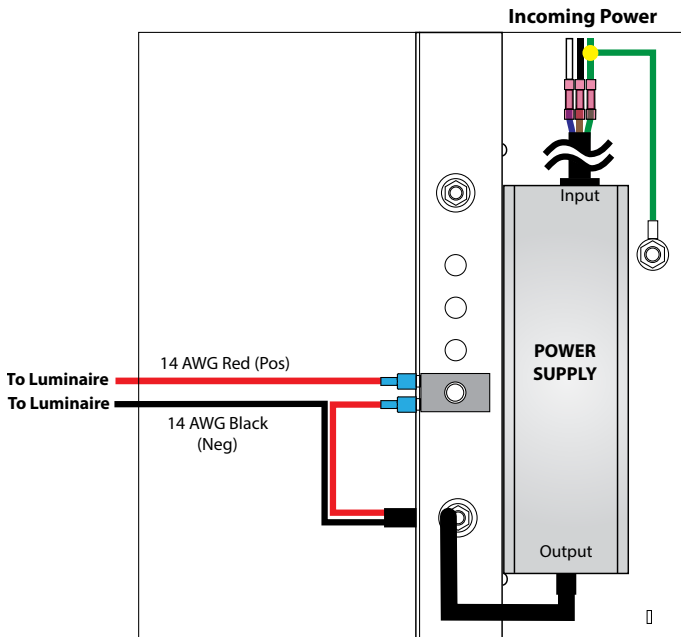 Incoming Power
Input
14 AWG Red (Pos)
To Luminaire
To Luminaire
14 AWG Black
(Neg)
POWER
SUPPLY
Output